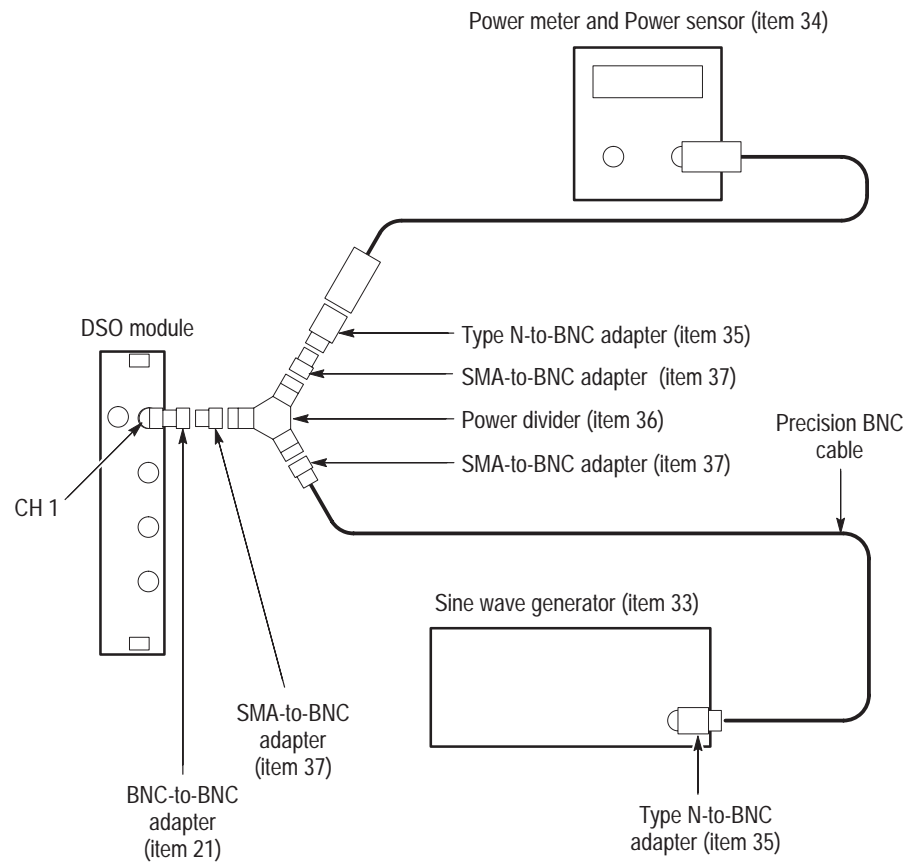 Power meter and Power sensor (item 34)
DSO module
Type N-to-BNC adapter (item 35)
SMA-to-BNC adapter (item 37)
Power divider (item 36)
SMA-to-BNC adapter (item 37)
Precision BNC
cable
CH 1
Sine wave generator (item 33)
SMA-to-BNC
adapter
(item 37)
BNC-to-BNC
adapter
(item 21)
Type N-to-BNC
adapter (item 35)